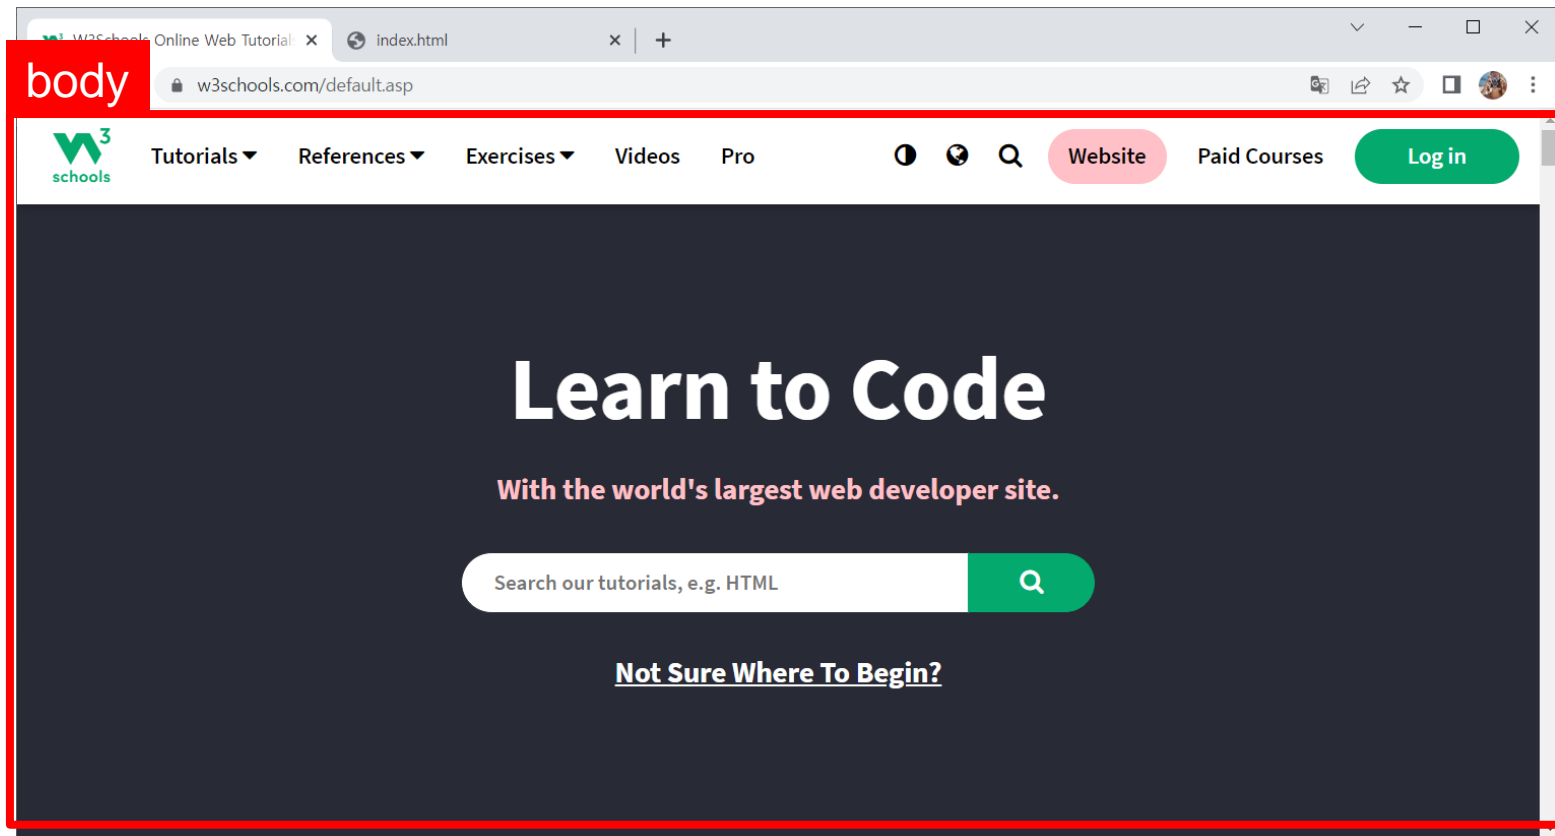 W3Schools Online Web Tutorial
index.html
body
w3schools.com/default.asp
3
schools
Tutorials
References
Exercises
Videos
Pro
Website
Paid Courses
Log in
Learn to Code
With the world's largest web developer site.
Search our tutorials, e.g. HTML
Not Sure Where To Begin?